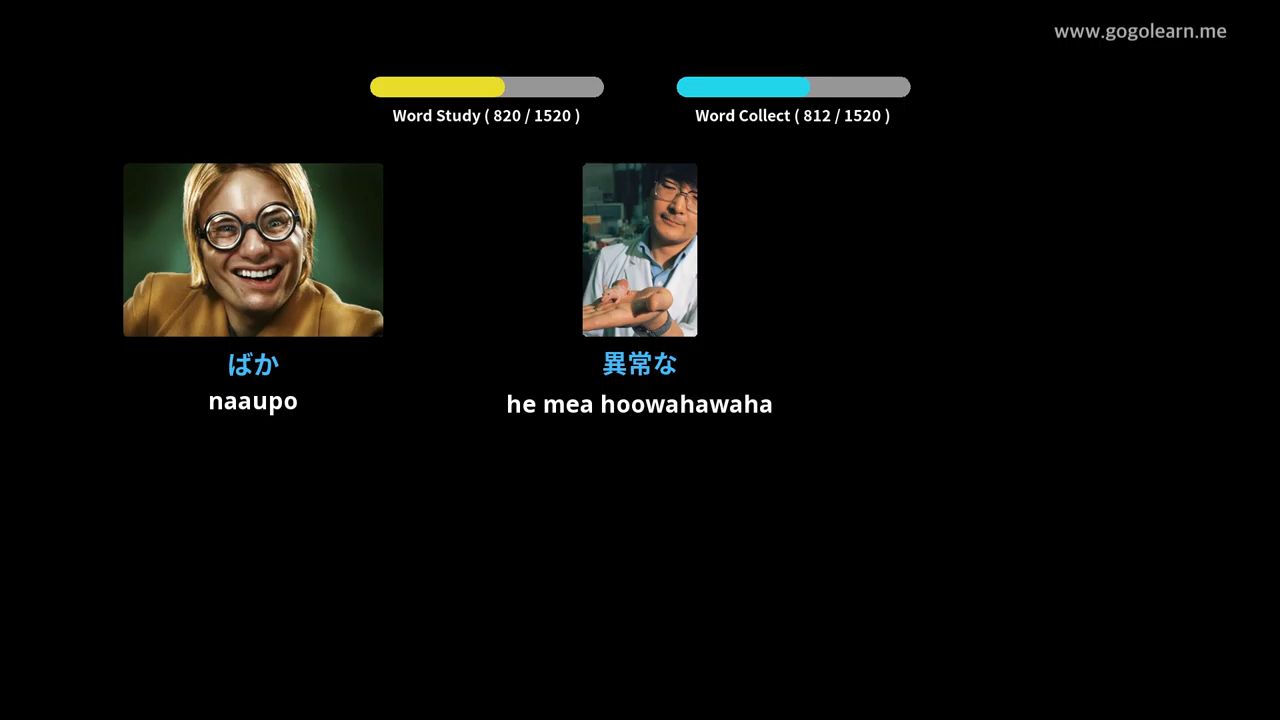 www.gogolearn.me
Word Study ( 820 / 1520 )
Word Collect ( 812 / 1520 )
ばか
naaupo
異常な
he mea hoowahawaha